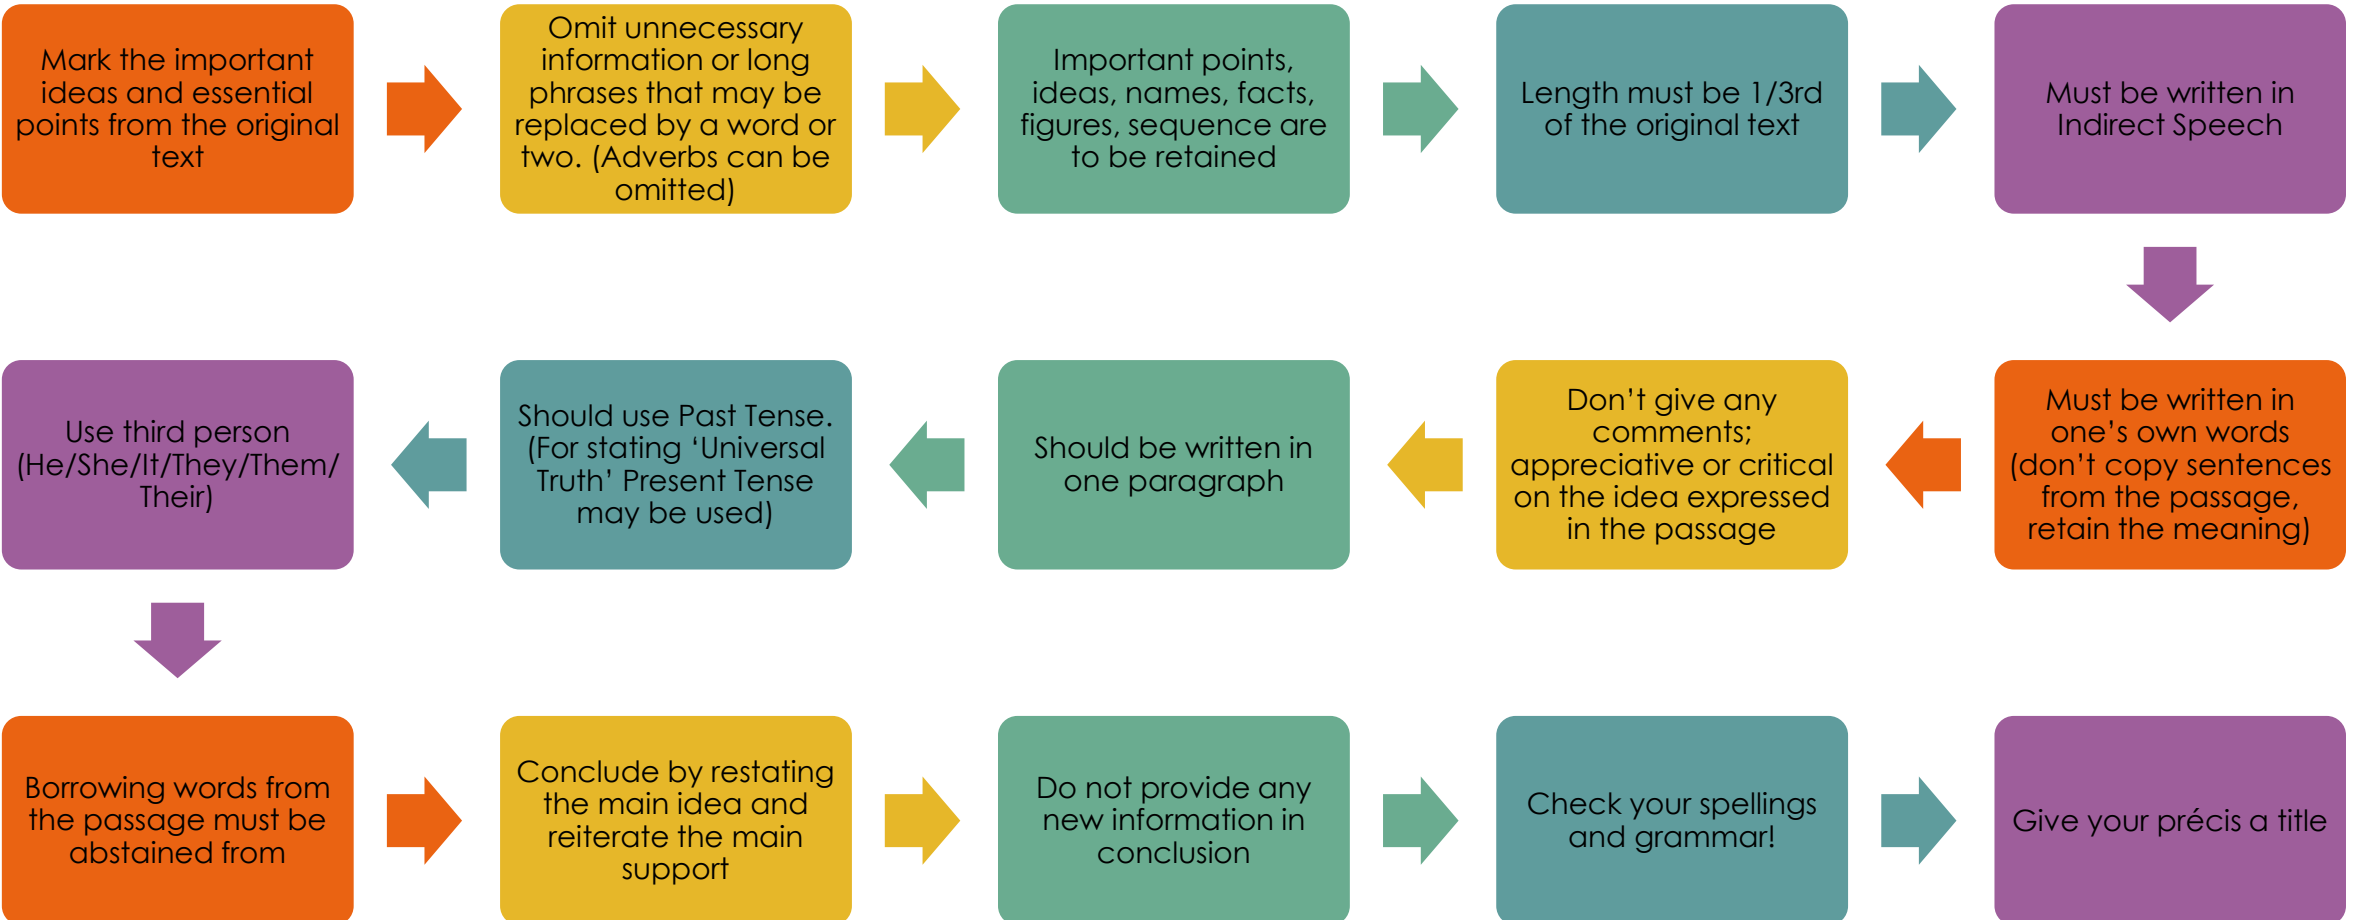 Mark the important
ideas and essential
points from the original
text
Omit unnecessary
information or long
phrases that may be
replaced by a word or
two. (Adverbs can be
omitted)
Important points,
ideas, names, facts,
figures, sequence are
to be retained
Length must be 1/3rd
of the original text
Must be written in
Indirect Speech
Must be written in
one's own words
(don't copy sentences
from the passage,
retain the meaning)
Don't give any
comments;
appreciative or critical
on the idea expressed
in the passage
Should be written in
one paragraph
Should use Past Tense.
(For stating 'Universal
Truth' Present Tense
may be used)
Use third person
(He/She/It/They/Them/
Their)
Borrowing words from
the passage must be
abstained from
Conclude by restating
the main idea and
reiterate the main
support
Do not provide any
new information in
conclusion
Check your spellings
and grammar!
Give your précis a title